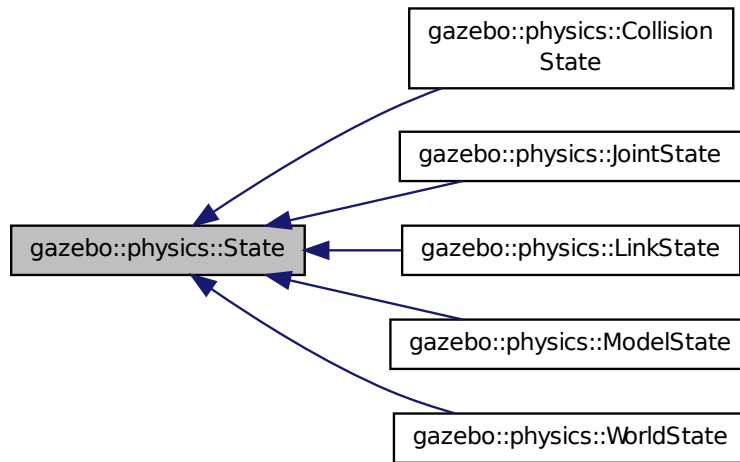 gazebo::physics::Collision
State
gazebo::physics::JointState
gazebo::physics::State
gazebo::physics::LinkState
gazebo::physics::ModelState
gazebo::physics::WorldState